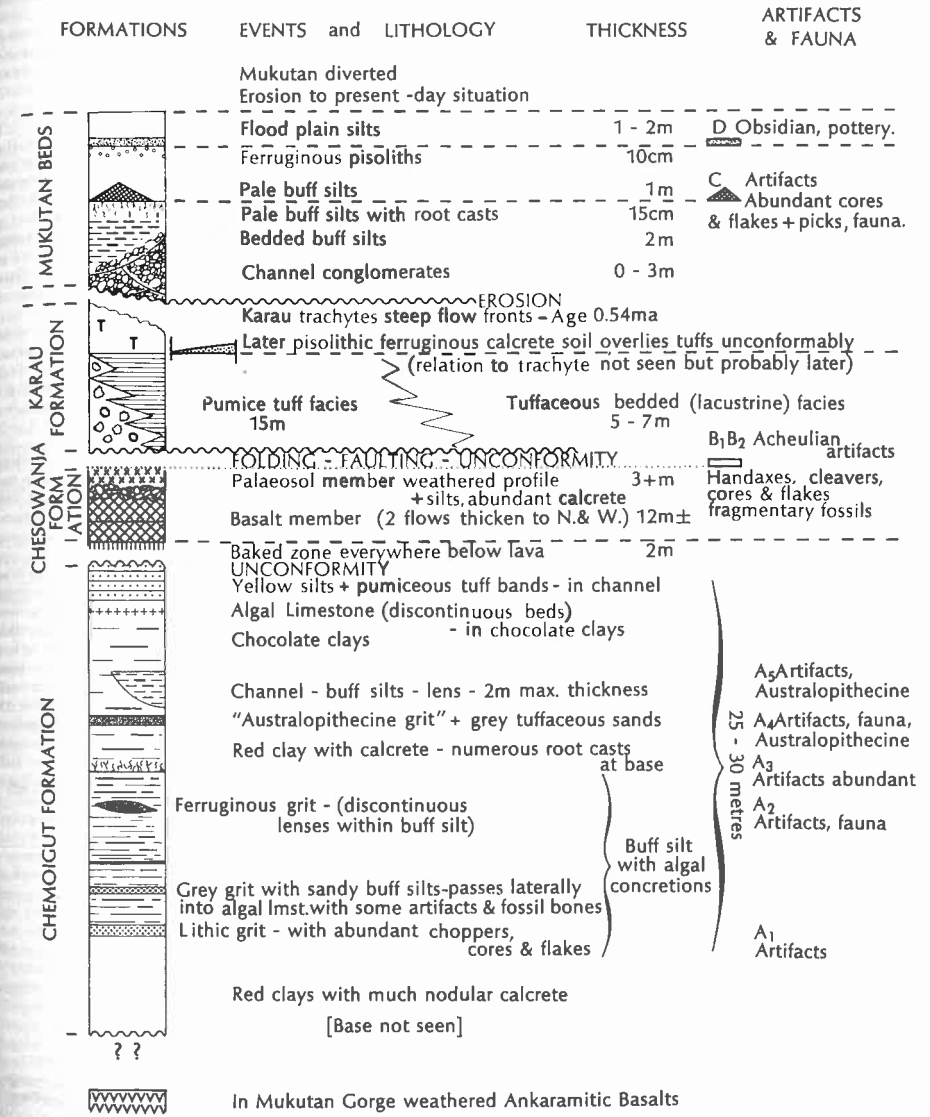 FORMATIONS EVENTS and LITHOLOGY THICKNESS ARTIFACTS & FAUNA
Mukutan diverted
Erosion to present -day situation
MUKUTAN BEDS
Flood plain silts 1 - 2m D Obsidian, pottery.
Ferruginous pisoliths 10cm
Pale buff silts 1m C Artifacts
Abundant cores
Pale buff silts with root casts 15cm & flakes + picks, fauna.
Bedded buff silts 2m
Channel conglomerates 0 - 3m
EROSION
KARAU FORMATION
T
T
Karau trachytes steep flow fronts - Age 0.54ma
Later pisolithic ferruginous calcrete soil overlies tuffs unconformably
(relation to trachyte not seen but probably later)
Pumice tuff facies
15m
Tuffaceous bedded (lacustrine) facies
5 - 7m
FOLDING - FAULTING - UNCONFORMITY
B1B2 Acheulian
artifacts
Handaxes, cleavers,
cores & flakes
fragmentary fossils
CHESOWANJA FORMATION
Palaeosol member weathered profile 3+m
+ silts, abundant calcrete
Basalt member (2 flows thicken to N.& W.) 12m±
Baked zone everywhere below lava 2m
UNCONFORMITY
CHEMOIGUT FORMATION
Yellow silts + pumiceous tuff bands - in channel
Algal Limestone (discontinuous beds)
- in chocolate clays
Chocolate clays
Channel - buff silts - lens - 2m max. thickness
A5Artifacts,
Australopithecine
"Australopithecine grit" + grey tuffaceous sands
A4Artifacts, fauna,
Australopithecine
Red clay with calcrete - numerous root casts
at base
A3
Artifacts abundant
25 - 30 metres
Ferruginous grit - (discontinuous
lenses within buff silt)
A2
Artifacts, fauna
Buff silt
with algal
concretions
Grey grit with sandy buff silts-passes laterally
into algal lmst.with some artifacts & fossil bones
Lithic grit - with abundant choppers,
cores & flakes
A1
Artifacts
Red clays with much nodular calcrete
[Base not seen]
? ?
In Mukutan Gorge weathered Ankaramitic Basalts